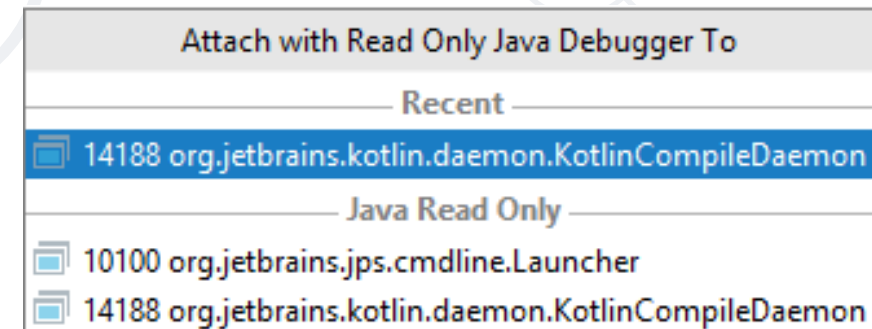 Attach with Read Only Java Debugger To
Recent
14188 org.jetbrains.kotlin.daemon.KotlinCompileDaemon
Java Read Only
10100 org.jetbrains.jps.cmdline.Launcher
14188 org.jetbrains.kotlin.daemon.KotlinCompileDaemon